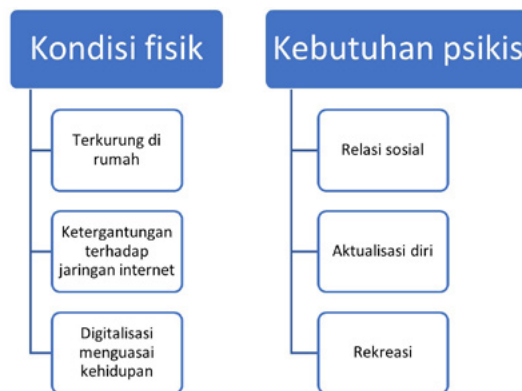 Kondisi fisik
Terkurung di
rumah
Ketergantungan
terhadap
jaringan internet
Digitalisasi
menguasai
kehidupan
Kebutuhan psikis
Relasi sosial
Aktualisasi diri
Rekreasi